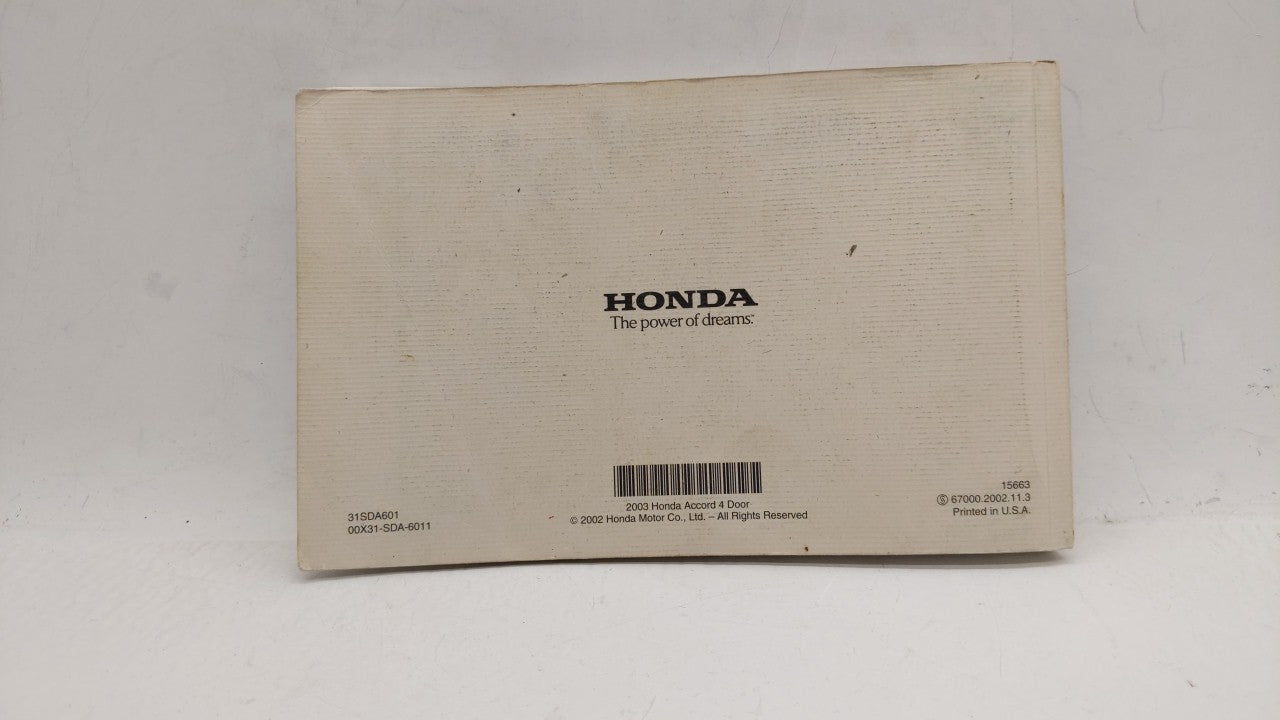 HONDA
The power of dreams.℠
2003 Honda Accord 4 Door
© 2002 Honda Motor Co., Ltd. – All Rights Reserved
31SDA601
00X31-SDA-6011
15663
Ⓢ 67000.2002.11.3
Printed in U.S.A.